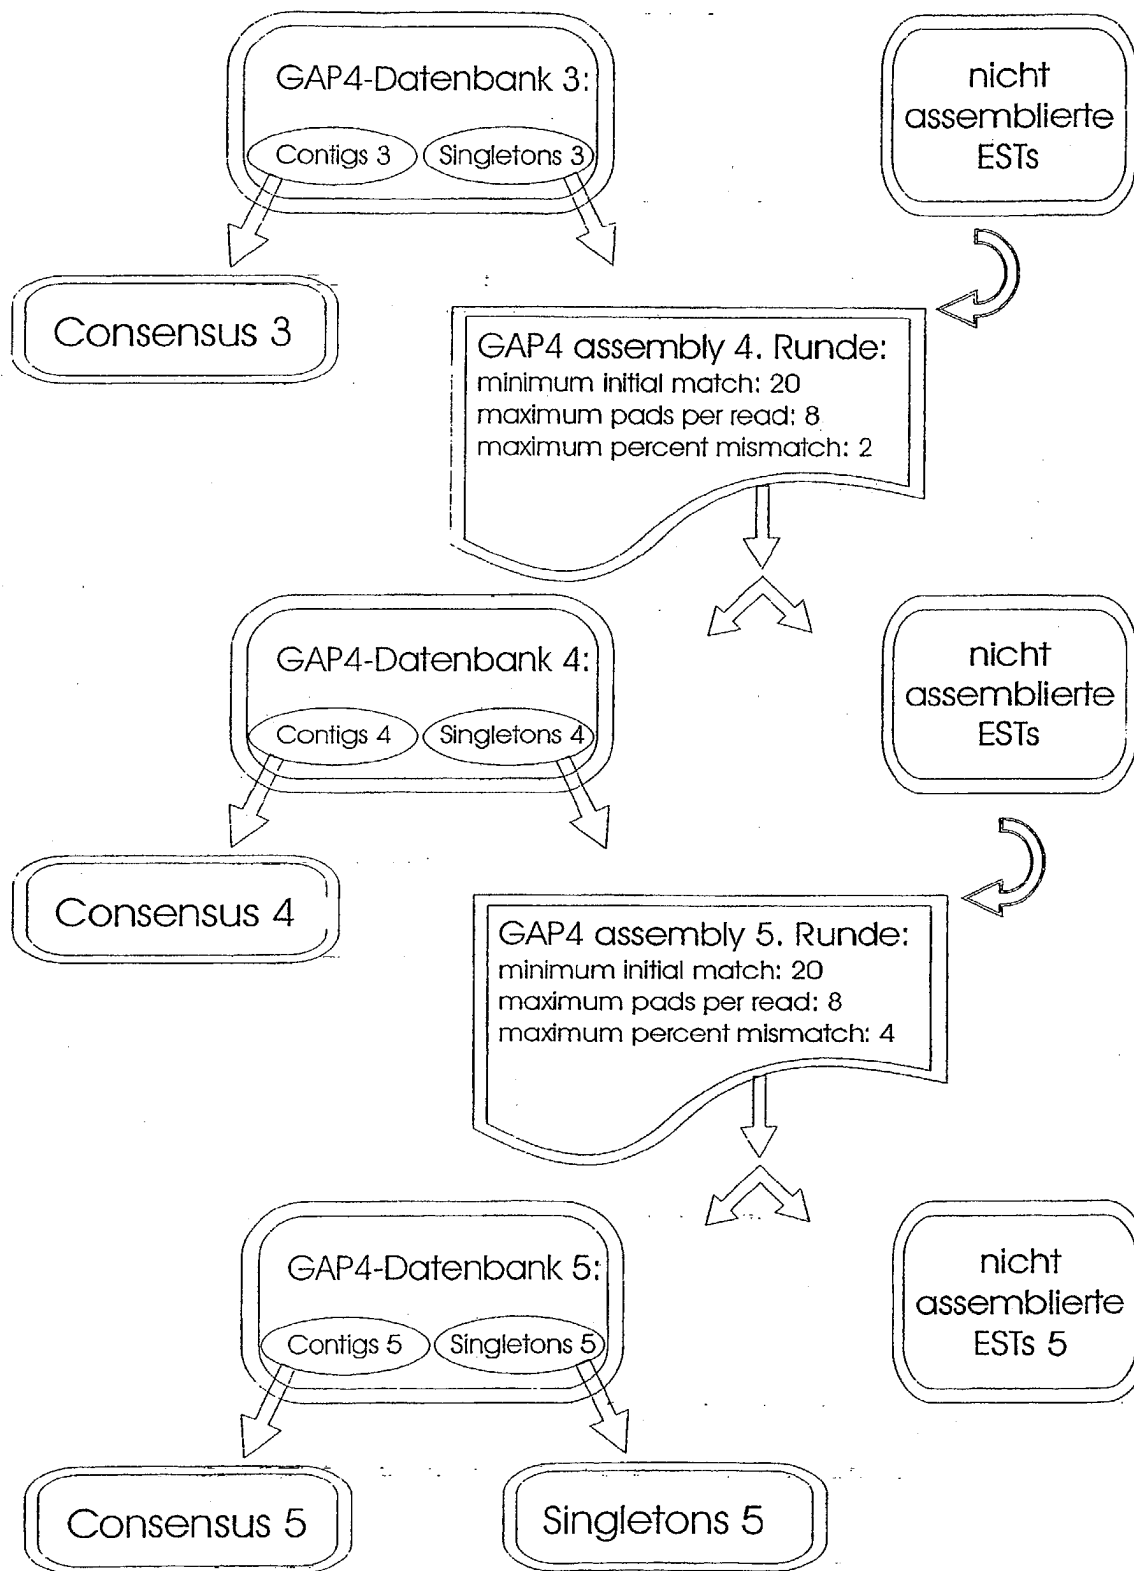 GAP4-Datenbank 3:
Contigs 3
Singletons 3
nicht
assemblierte
ESTs
Consensus 3
GAP4 assembly 4. Runde:
minimum initial match: 20
maximum pads per read: 8
maximum percent mismatch: 2
GAP4-Datenbank 4:
Contigs 4
Singletons 4
nicht
assemblierte
ESTs
Consensus 4
GAP4 assembly 5. Runde:
minimum initial match: 20
maximum pads per read: 8
maximum percent mismatch: 4
GAP4-Datenbank 5:
Contigs 5
Singletons 5
nicht
assemblierte
ESTs 5
Consensus 5
Singletons 5